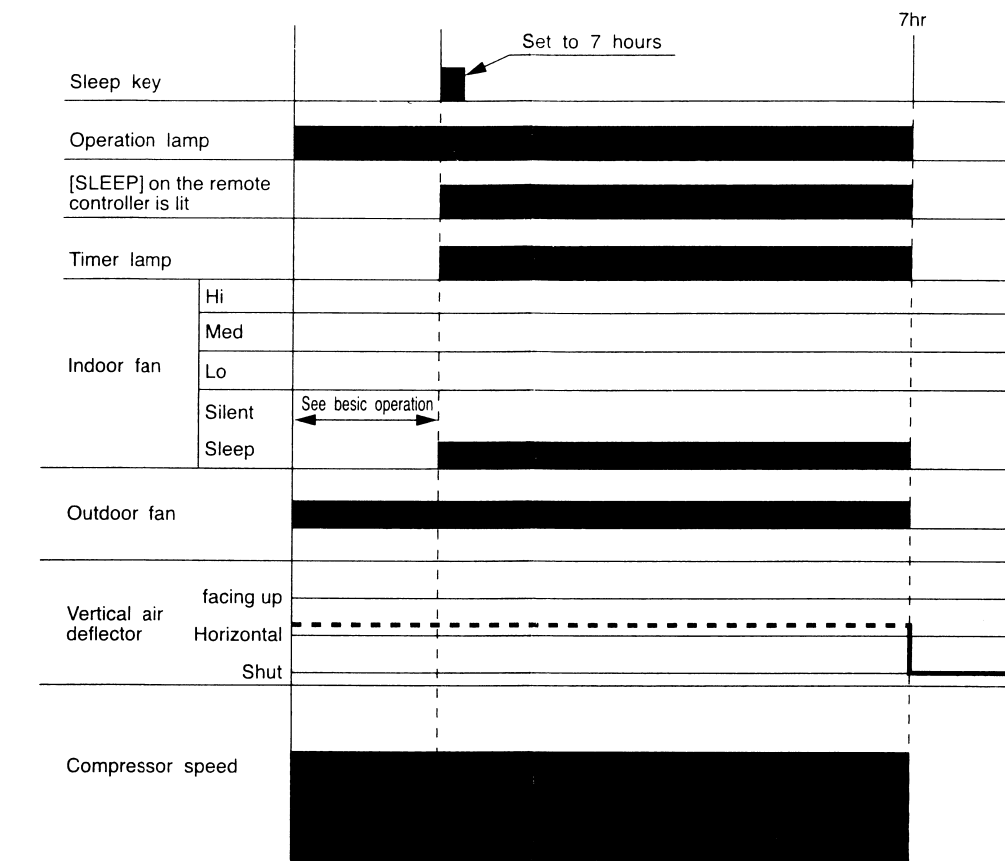 7hr
Set to 7 hours
Sleep key
Operation lamp
[SLEEP] on the remote
controller is lit
Timer lamp
Indoor fan
Hi
Med
Lo
Silent
See besic operation
Sleep
Outdoor fan
Vertical air
deflector
facing up
Horizontal
Shut
Compressor speed